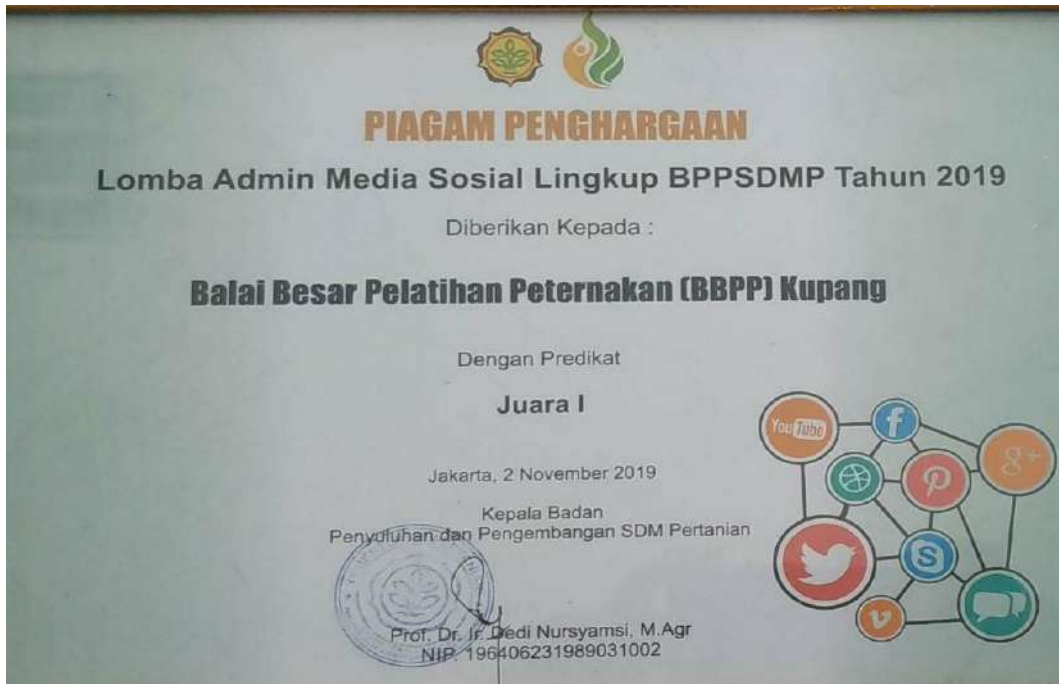 PIAGAM PENGHARGAAN
Lomba Admin Media Sosial Lingkup BPPSDMP Tahun 2019
Diberikan Kepada :
Balai Besar Pelatihan Peternakan (BBPP) Kupang
Dengan Predikat
Juara I
Jakarta, 2 November 2019
Kepala Badan
Penyuluhan dan Pengembangan SDM Pertanian
Prof. Dr. Ir. Dedi Nursyamsi, M.Agr
NIP. 196406231989031002
YouTube
f
g+
S
v